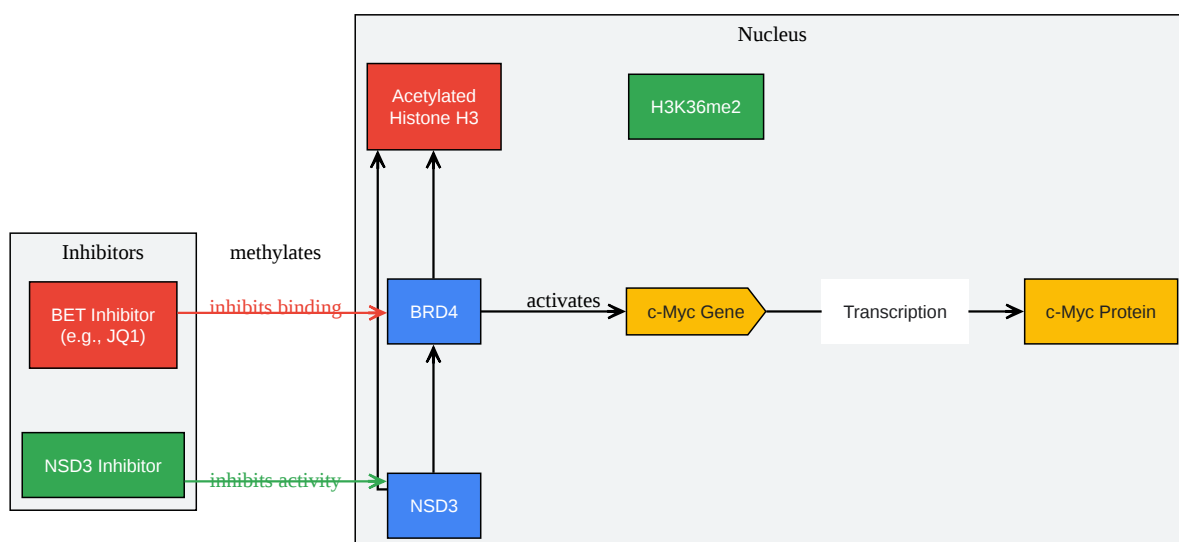 Nucleus
Acetylated
Histone H3
H3K36me2
Inhibitors
methylates
BET Inhibitor
(e.g., JQ1)
inhibits binding
BRD4
activates
c-Myc Gene
Transcription
c-Myc Protein
NSD3 Inhibitor
inhibits activity
NSD3